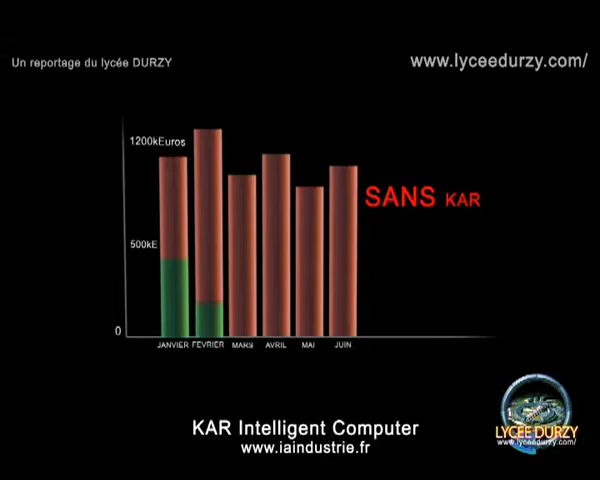 Un reportage du lycée DURZY
www.lyceedurzy.com/
1200kEuros
SANS KAR
500kE
0
JANVIER FEVRIER MARS AVRIL MAI JUIN
KAR Intelligent Computer
www.iaindustrie.fr
LYCEE DURZY
www.lyceedurzy.com/